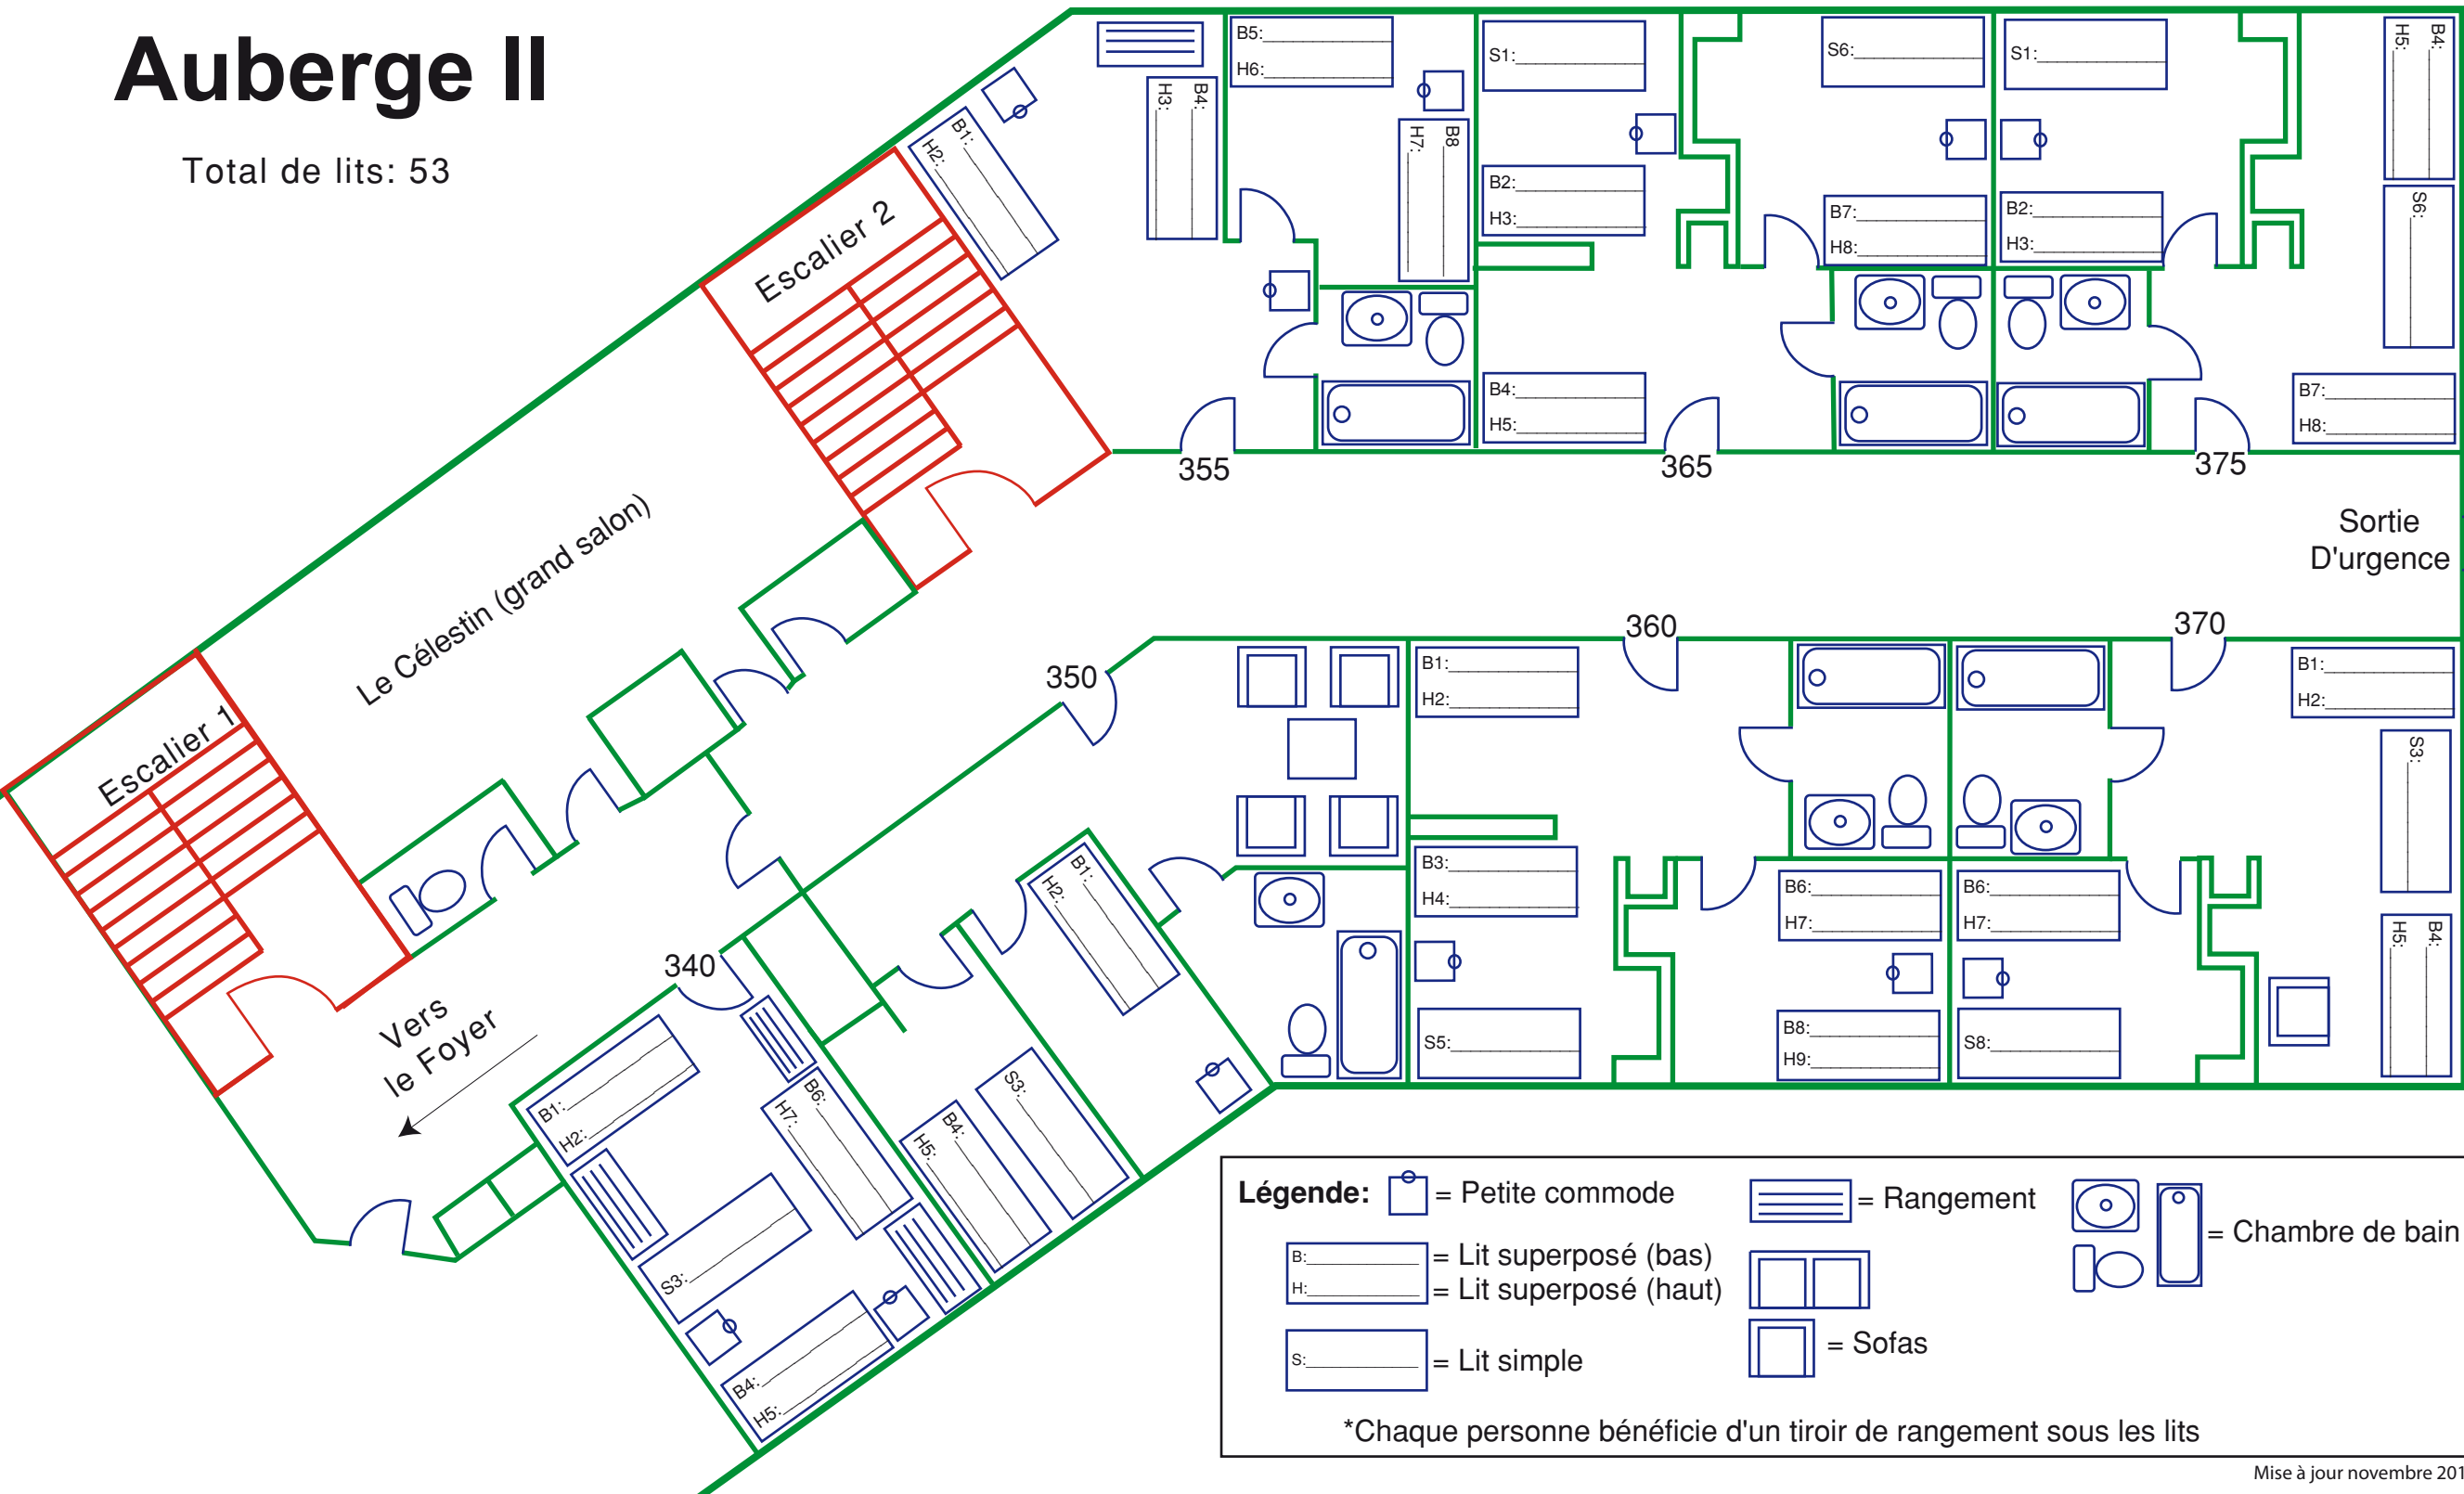 Auberge II
Total de lits: 53
B1:
H2:
H3:
B4:
B5:
H6:
H7:
B8
S1:
B2:
H3:
B4:
H5:
S6:
B7:
H8:
S1:
B2:
H3:
H5:
B4:
S6:
B7:
H8:
Escalier 2
355
365
375
Sortie
D'urgence
Le Célestin (grand salon)
Escalier 1
350
360
370
B1:
H2:
B3:
H4:
S5:
B6:
H7:
B8:
H9:
B6:
H7:
S8:
B1:
H2:
S3:
H5:
B4:
340
Vers
le Foyer
B1:
H2:
B6:
H7:
S3:
B4:
H5:
B1:
H2:
S3:
B4:
H5:
Légende:
= Petite commode
= Rangement
= Chambre de bain
B:
= Lit superposé (bas)
H:
= Lit superposé (haut)
S:
= Lit simple
= Sofas
*Chaque personne bénéficie d'un tiroir de rangement sous les lits
Mise à jour novembre 201